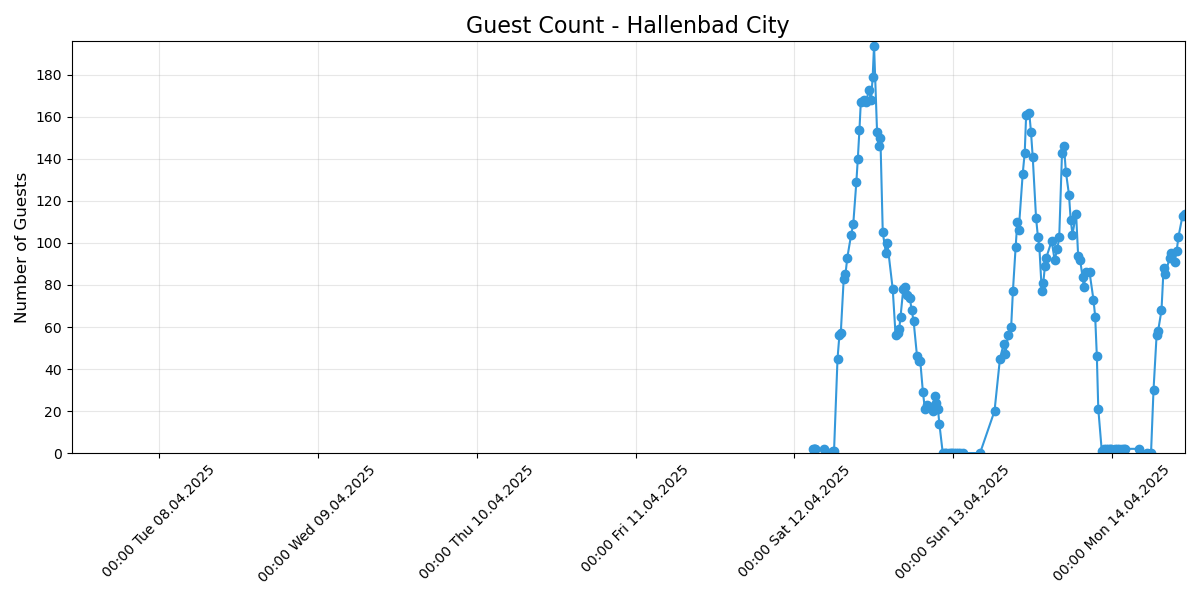 Guest Count - Hallenbad City
Number of Guests
180
160
140
120
100
80
60
40
20
0
00:00 Tue 08.04.2025
00:00 Wed 09.04.2025
00:00 Thu 10.04.2025
00:00 Fri 11.04.2025
00:00 Sat 12.04.2025
00:00 Sun 13.04.2025
00:00 Mon 14.04.2025